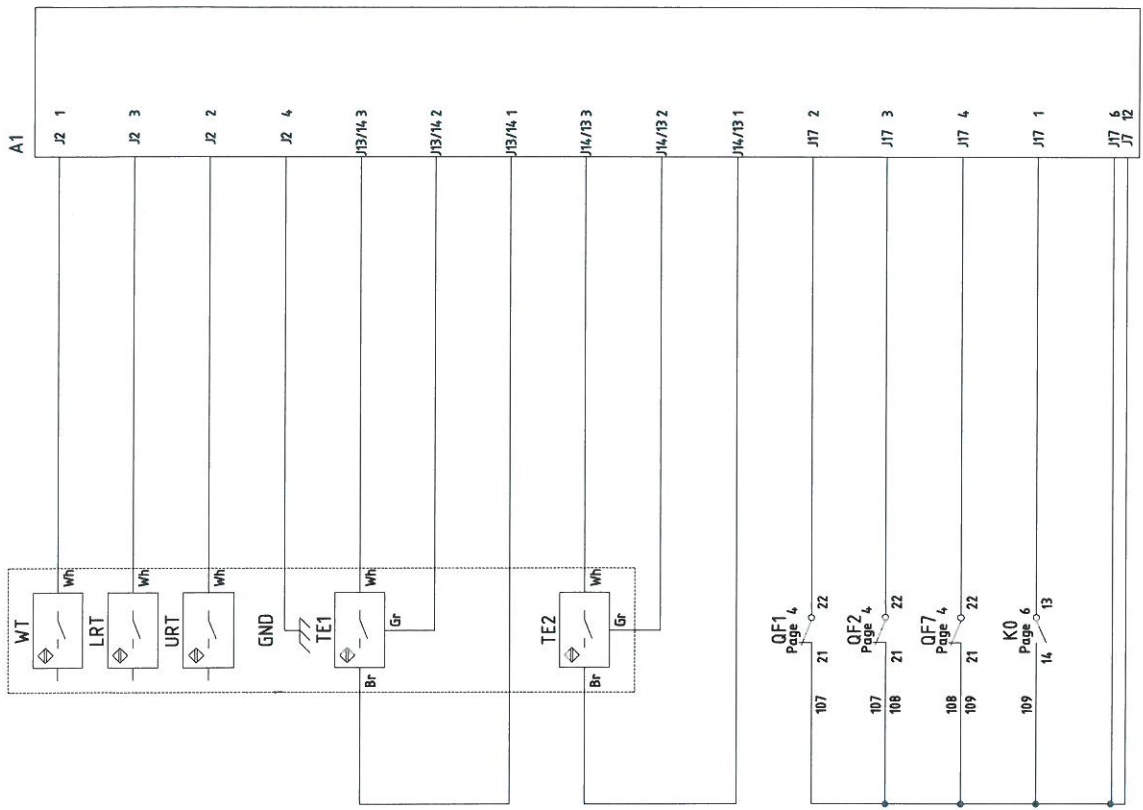 A1
J2 1
J2 3
J2 2
J2 4
J13/14 3
J13/14 2
J13/14 1
J14/13 3
J14/13 2
J14/13 1
J17 2
J17 3
J17 4
J17 1
J17 6
J7 12
WT
Wh
LRT
Wh
URT
Wh
GND
TE1
Wh
Gr
Br
TE2
Wh
Gr
Br
QF1
Page 4
22
21
107
QF2
Page 4
22
21
107
108
QF7
Page 4
22
21
108
109
K0
Page 6
13
14
109